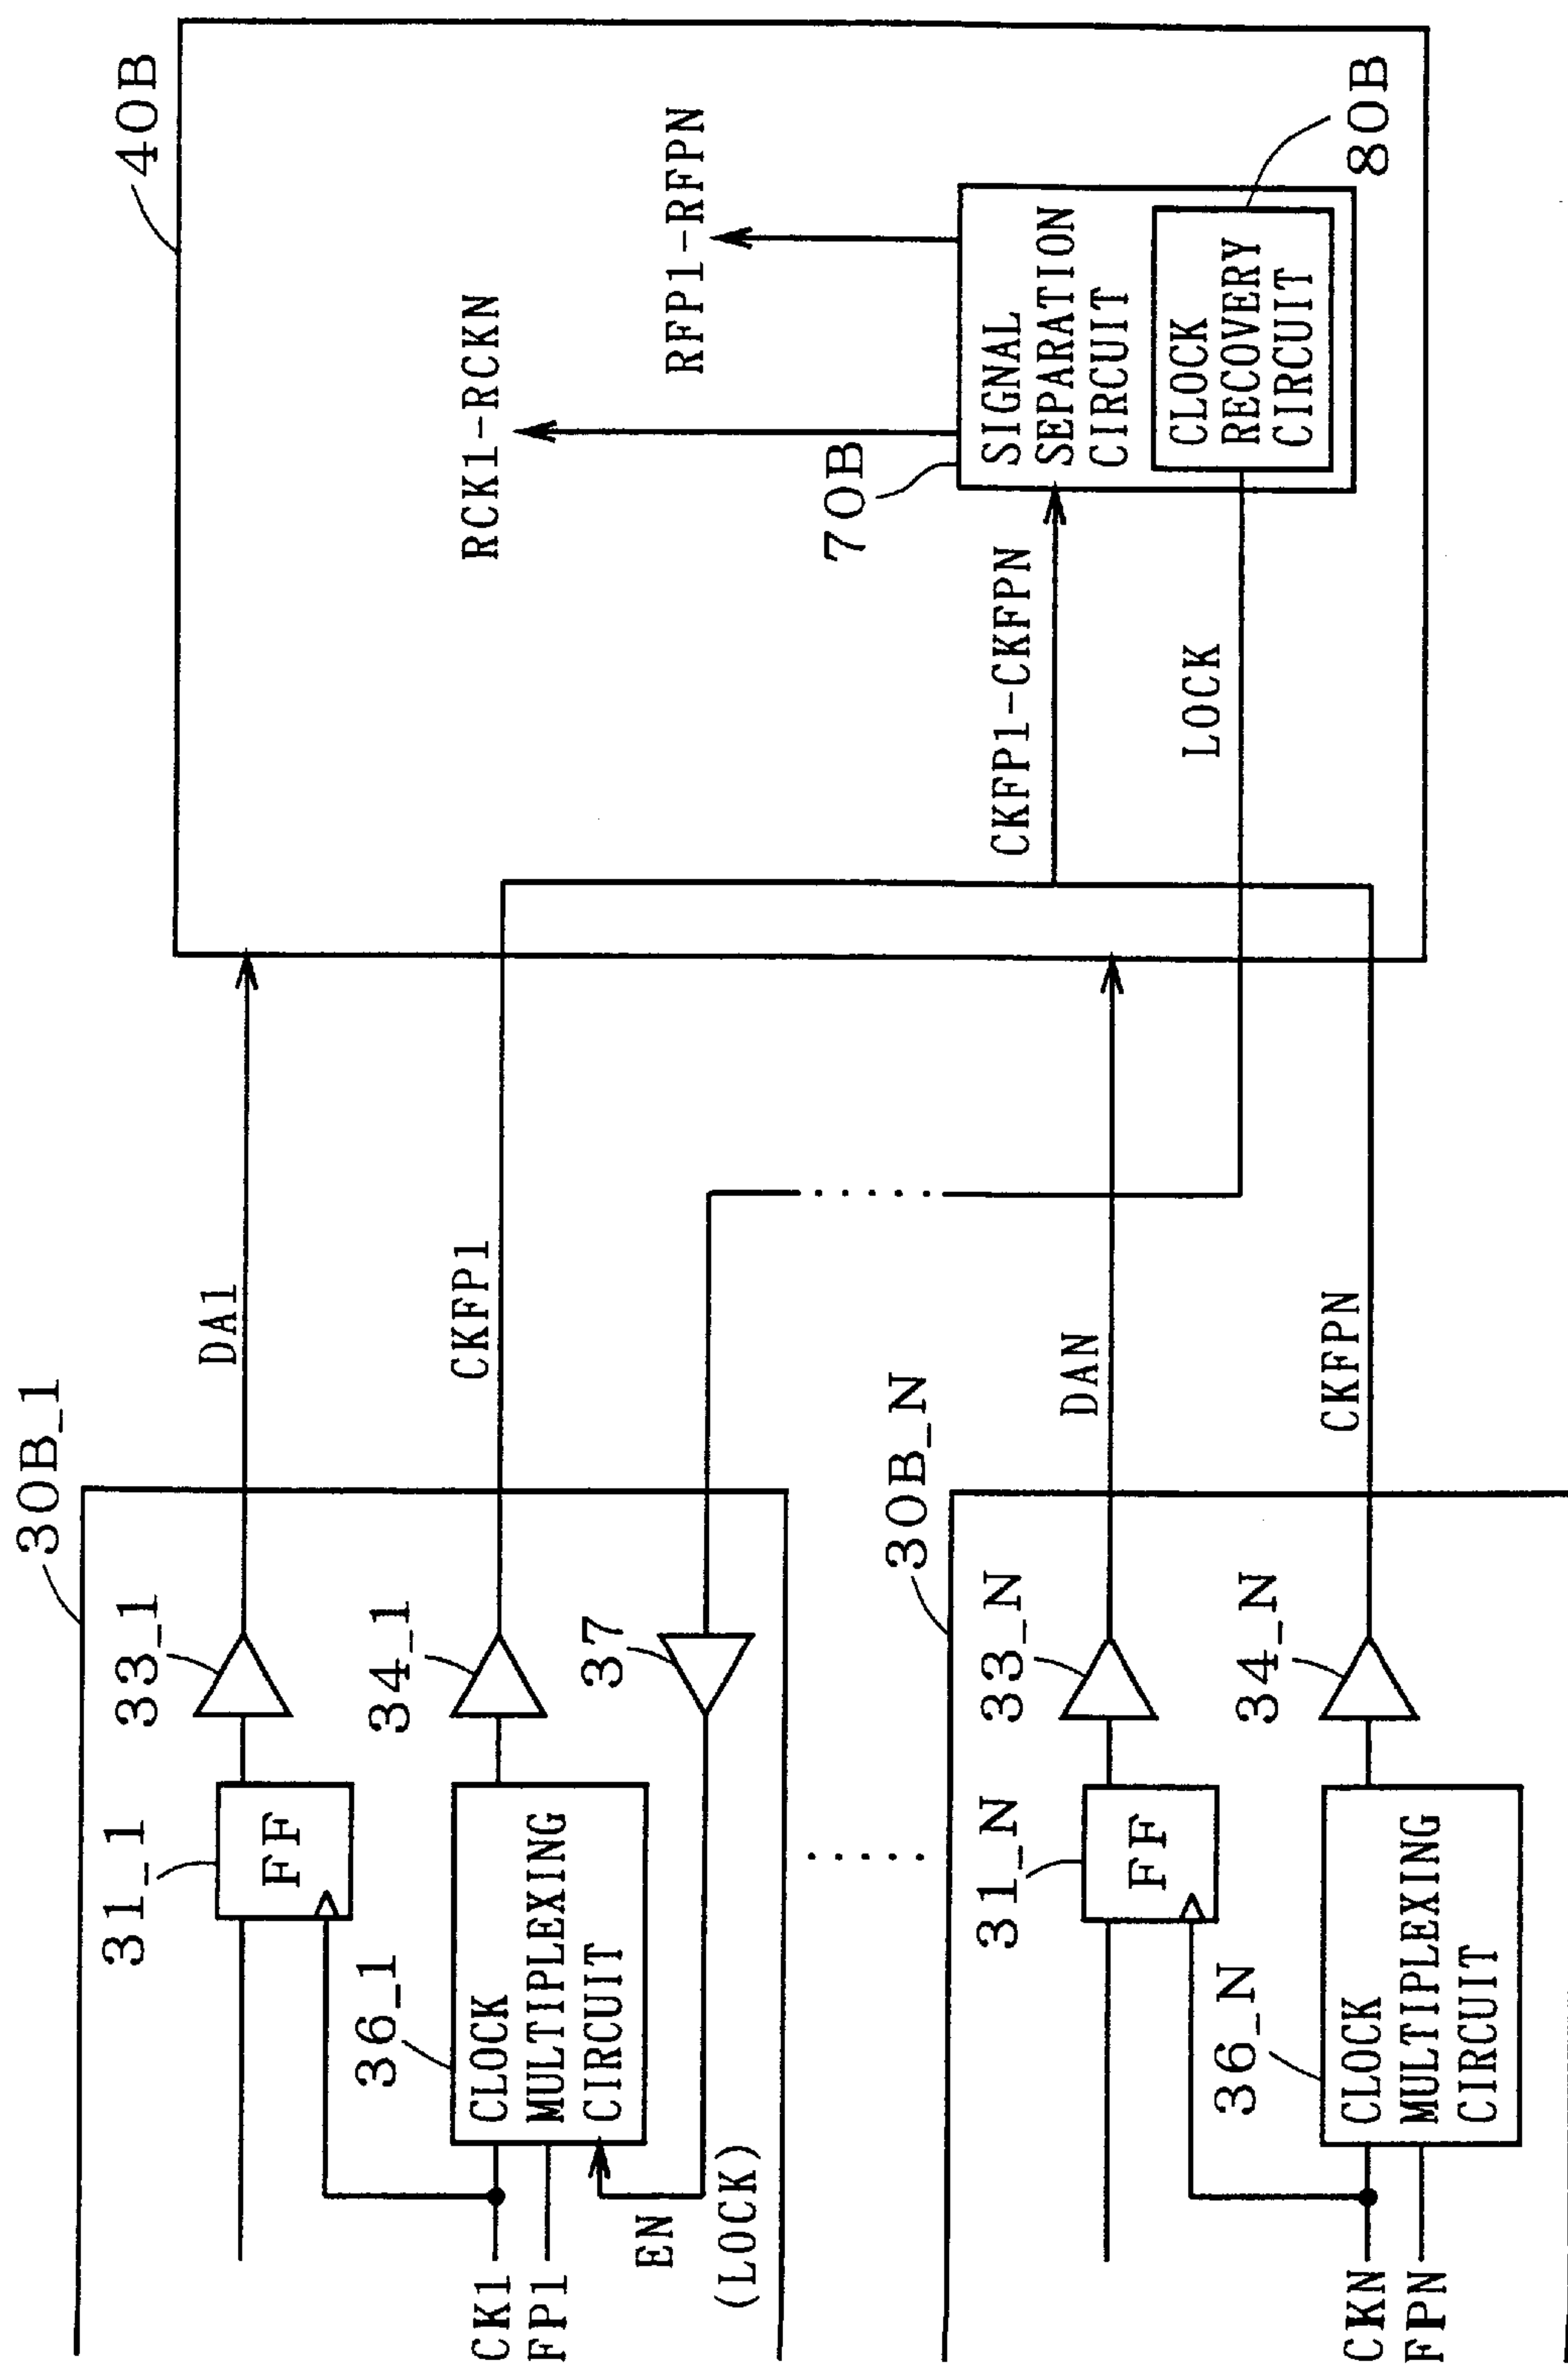 30B_1
31_1
FF
33_1
DA1
36_1
CLOCK
MULTIPLEXING
CIRCUIT
34_1
CKFP1
CK1
FP1
EN
(LOCK)
37
30B_N
31_N
FF
33_N
DAN
36_N
CLOCK
MULTIPLEXING
CIRCUIT
34_N
CKFPN
CKN
FPN
40B
RCK1-RCKN
RFP1-RFPN
70B
SIGNAL
SEPARATION
CIRCUIT
CLOCK
RECOVERY
CIRCUIT
80B
CKFP1-CKFPN
LOCK